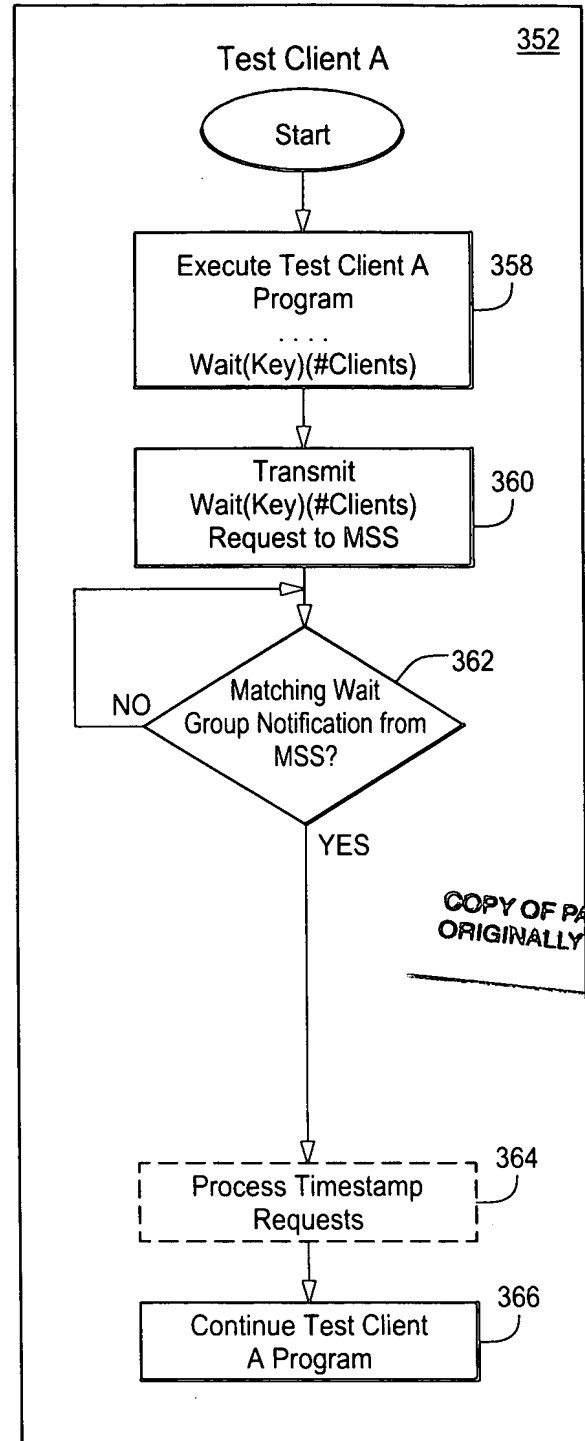 352
Test Client A
Start
Execute Test Client A
Program
. . . .
Wait(Key)(#Clients)
358
Transmit
Wait(Key)(#Clients)
Request to MSS
360
362
Matching Wait
Group Notification from
MSS?
NO
YES
COPY OF PA
ORIGINALLY
364
Process Timestamp
Requests
366
Continue Test Client
A Program